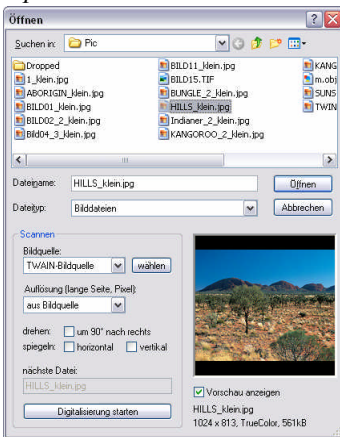 Öffnen
Suchen in: Pic
Dropped
1_klein.jpg
ABORIGIN_klein.jpg
BILD01_klein.jpg
BILD02_2_klein.jpg
Bild04_3_klein.jpg
BILD11_klein.jpg
BILD15.TIF
BUNGLE_2_klein.jpg
HILLS_klein.jpg
Indianer_2_klein.jpg
KANGOROO_2_klein.jpg
KANG
m.obj
SUNS
TWIN
Dateiname: HILLS_klein.jpg Öffnen
Dateityp: Bilddateien Abbrechen
Scannen
Bildquelle:
TWAIN-Bildquelle wählen
Auflösung (lange Seite, Pixel):
aus Bildquelle
drehen: um 90° nach rechts
spiegeln: horizontal vertikal
nächste Datei:
HILLS_klein.jpg
Digitalisierung starten
Vorschau anzeigen
HILLS_klein.jpg
1024 x 813, TrueColor, 561kB